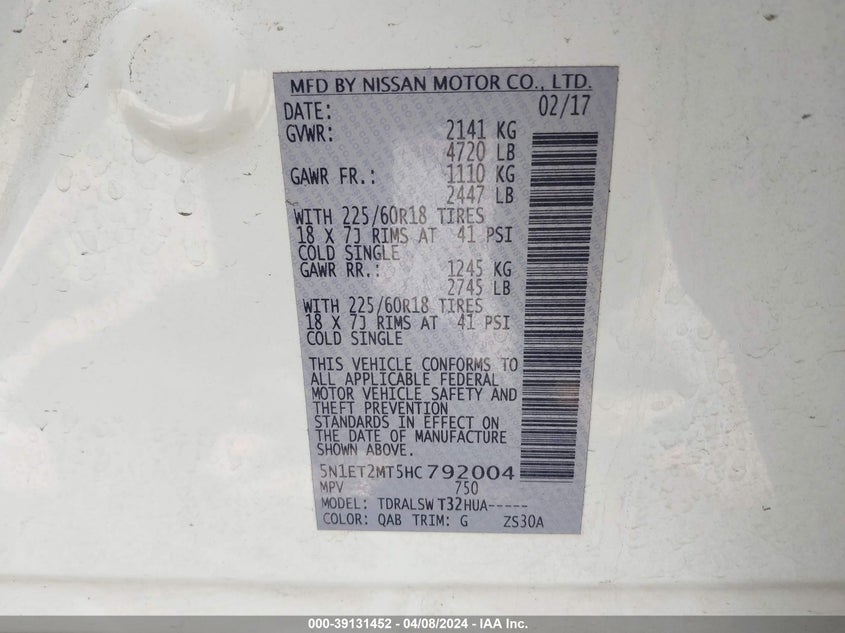 MFD BY NISSAN MOTOR CO., LTD.
DATE: 02/17
GVWR: 2141 KG
4720 LB
GAWR FR.: 1110 KG
2447 LB
WITH 225/60R18 TIRES
18 X 7J RIMS AT 41 PSI
COLD SINGLE
GAWR RR.: 1245 KG
2745 LB
WITH 225/60R18 TIRES
18 X 7J RIMS AT 41 PSI
COLD SINGLE
THIS VEHICLE CONFORMS TO
ALL APPLICABLE FEDERAL
MOTOR VEHICLE SAFETY AND
THEFT PREVENTION
STANDARDS IN EFFECT ON
THE DATE OF MANUFACTURE
SHOWN ABOVE.
5N1ET2MT5HC792004
MPV 750
MODEL: TDRALSW T32HUA-----
COLOR: QAB TRIM: G ZS30A
000-39131452 - 04/08/2024 - IAA Inc.